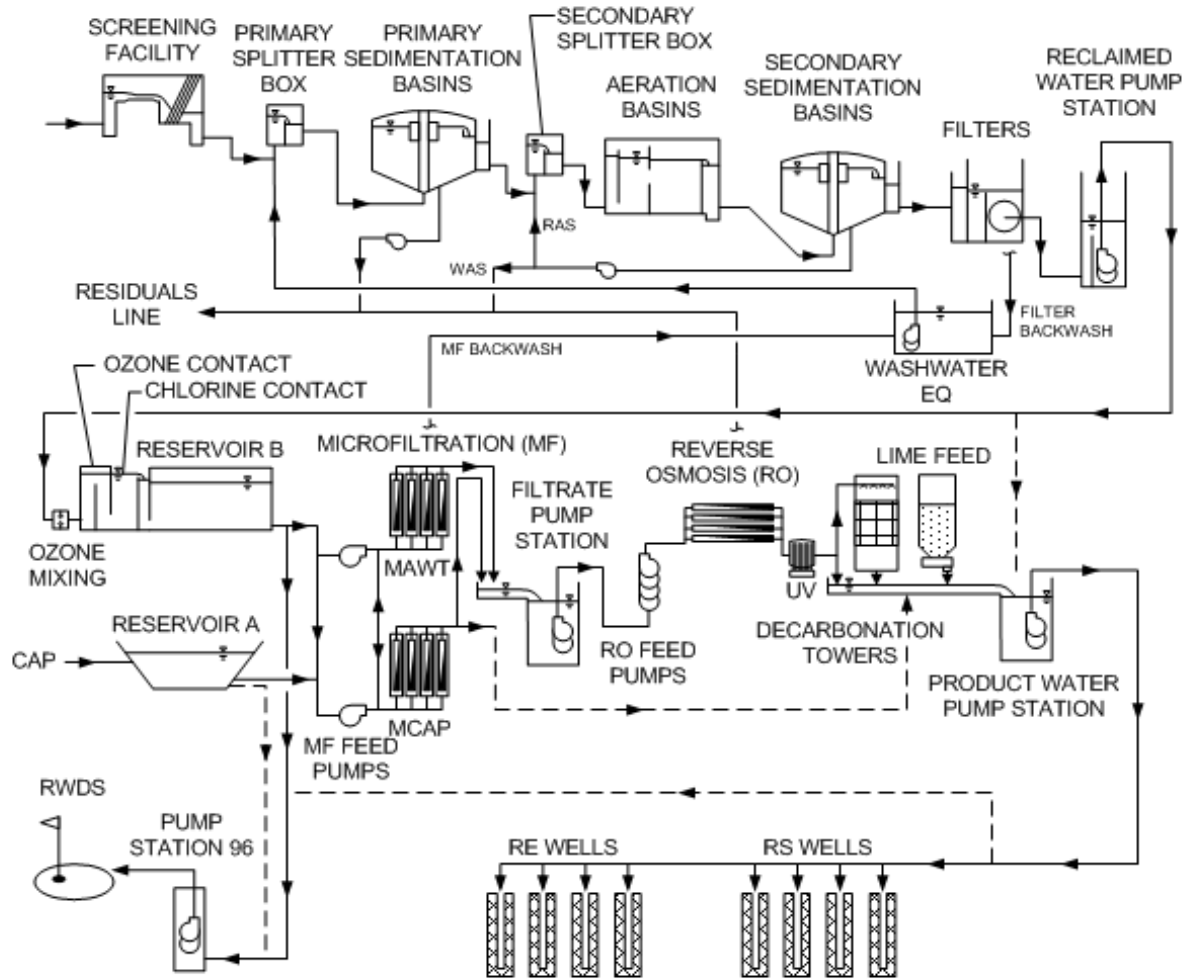 SCREENING
FACILITY
PRIMARY
SPLITTER
BOX
PRIMARY
SEDIMENTATION
BASINS
SECONDARY
SPLITTER BOX
AERATION
BASINS
SECONDARY
SEDIMENTATION
BASINS
FILTERS
RECLAIMED
WATER PUMP
STATION
RAS
WAS
RESIDUALS
LINE
MF BACKWASH
FILTER
BACKWASH
WASHWATER
EQ
OZONE CONTACT
CHLORINE CONTACT
RESERVOIR B
MICROFILTRATION (MF)
FILTRATE
PUMP
STATION
REVERSE
OSMOSIS (RO)
LIME FEED
OZONE
MIXING
MAWT
UV
RESERVOIR A
CAP
RO FEED
PUMPS
DECARBONATION
TOWERS
PRODUCT WATER
PUMP STATION
MCAP
MF FEED
PUMPS
RWDS
PUMP
STATION 96
RE WELLS
RS WELLS